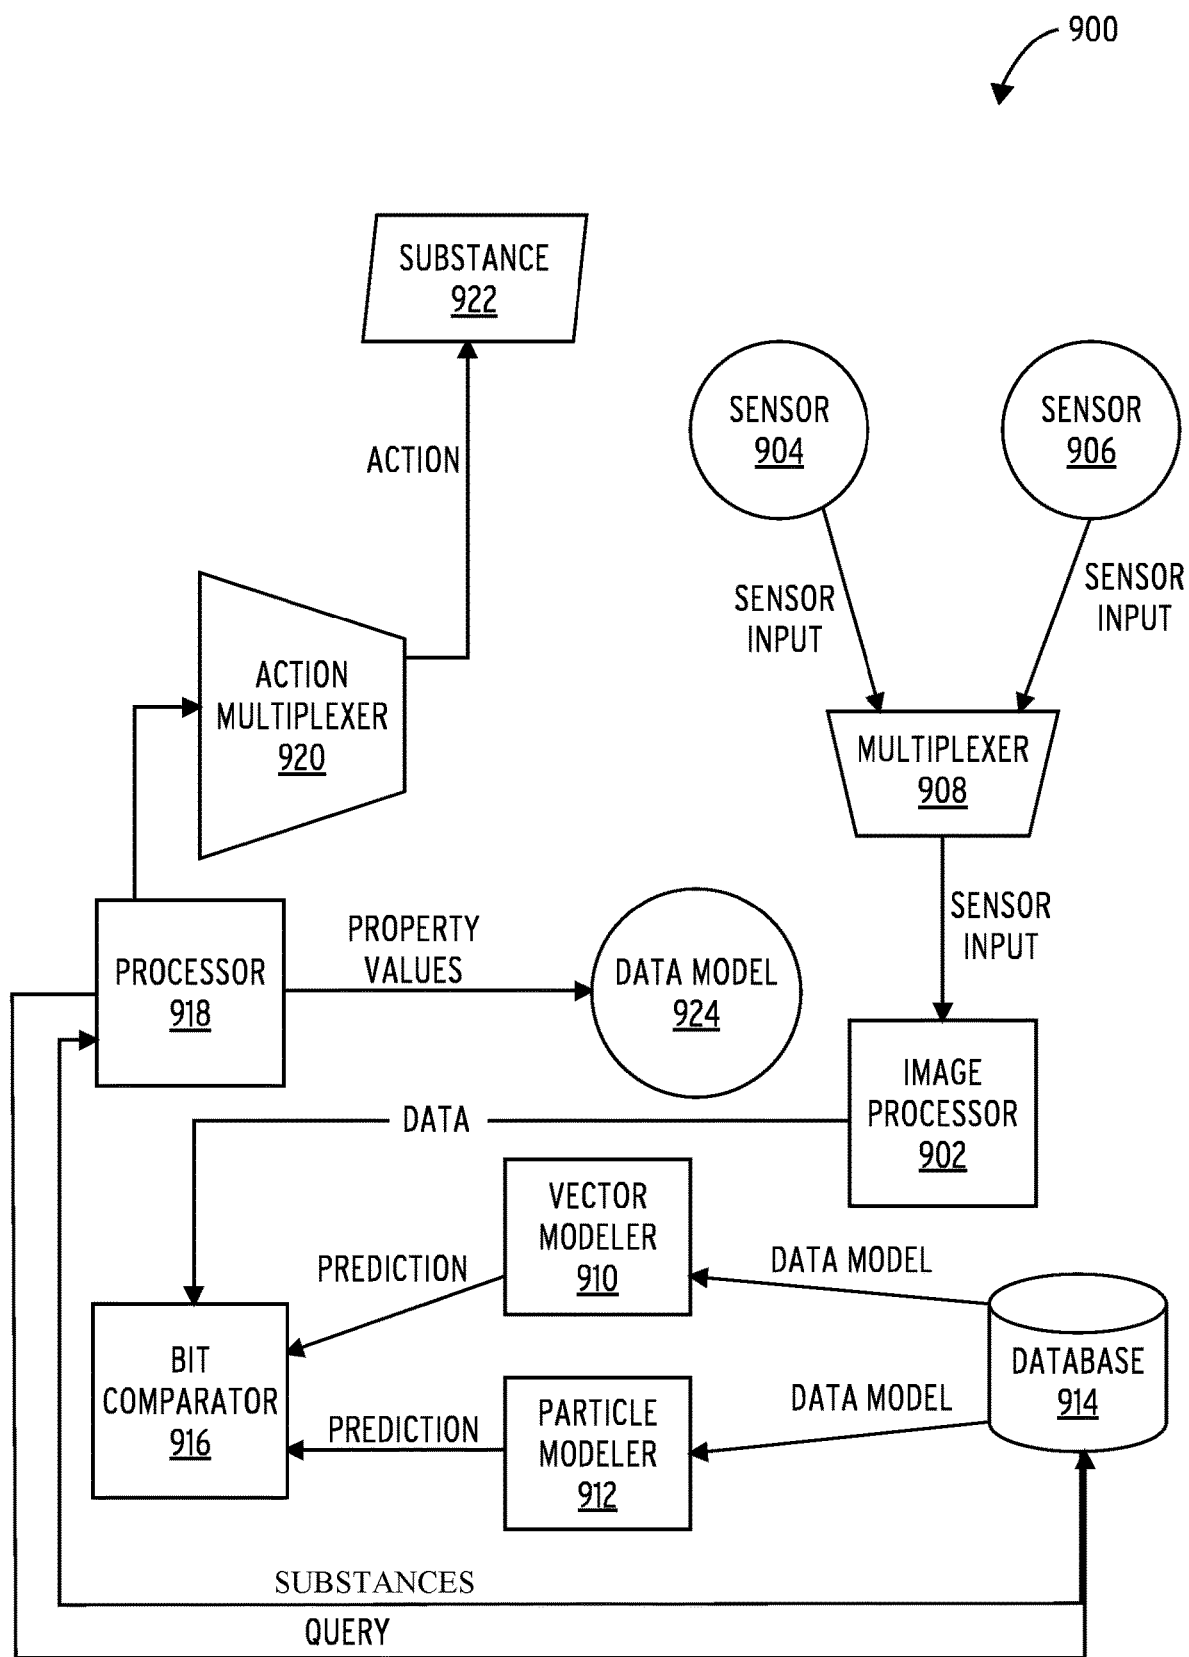 900
SUBSTANCE
922
ACTION
SENSOR
904
SENSOR
906
SENSOR
INPUT
SENSOR
INPUT
ACTION
MULTIPLEXER
920
MULTIPLEXER
908
SENSOR
INPUT
PROCESSOR
918
PROPERTY
VALUES
DATA MODEL
924
IMAGE
PROCESSOR
902
DATA
VECTOR
MODELER
910
PREDICTION
DATA MODEL
BIT
COMPARATOR
916
PREDICTION
PARTICLE
MODELER
912
DATA MODEL
DATABASE
914
SUBSTANCES
QUERY